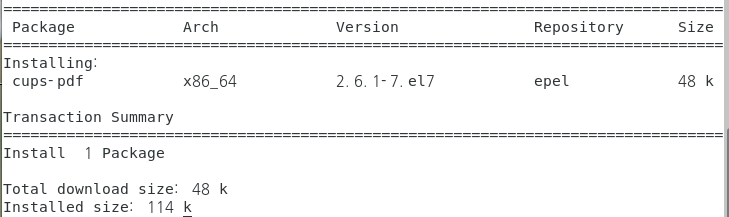 ================================================================================
 Package            Arch             Version               Repository      Size
================================================================================
Installing:
 cups-pdf           x86_64           2.6.1-7.el7           epel            48 k

Transaction Summary
================================================================================
Install  1 Package

Total download size: 48 k
Installed size: 114 k